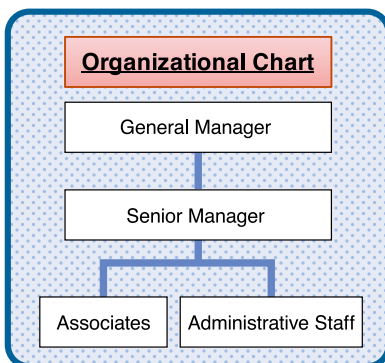 Organizational Chart
General Manager
Senior Manager
Associates
Administrative Staff